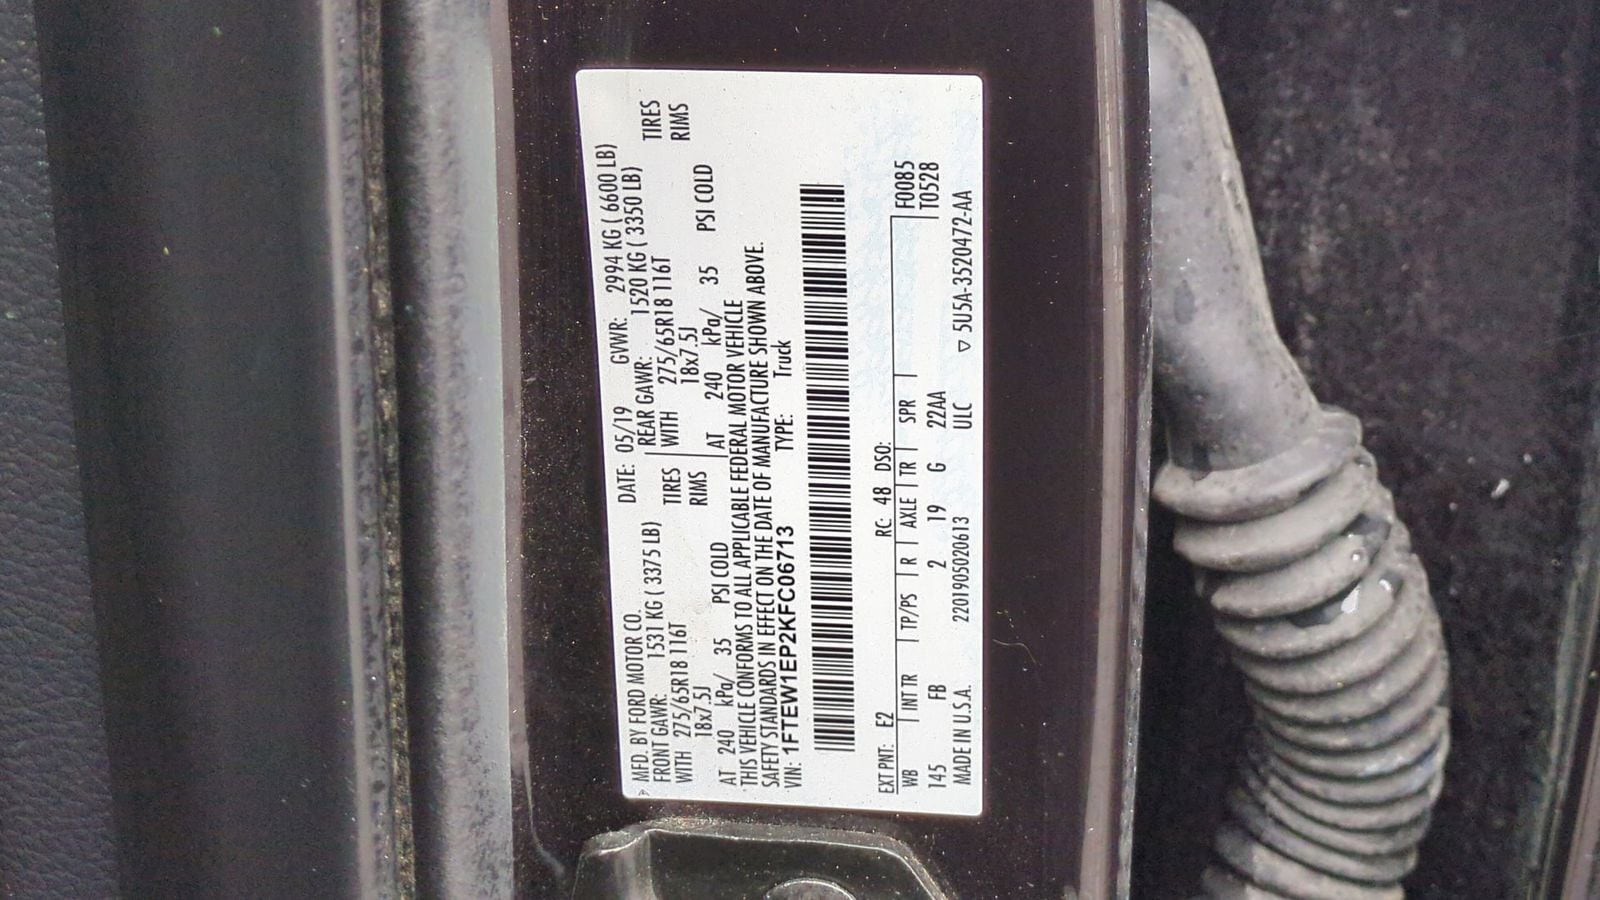 MFD. BY FORD MOTOR CO. DATE: 05/19 GVWR: 2994 KG ( 6600 LB)
FRONT GAWR: 1531 KG ( 3375 LB) REAR GAWR: 1520 KG ( 3350 LB)
WITH 275/65R18 116T TIRES WITH 275/65R18 116T TIRES
18x7.5J RIMS 18x7.5J RIMS
AT 240 kPa/ 35 PSI COLD AT 240 kPa/ 35 PSI COLD
THIS VEHICLE CONFORMS TO ALL APPLICABLE FEDERAL MOTOR VEHICLE
SAFETY STANDARDS IN EFFECT ON THE DATE OF MANUFACTURE SHOWN ABOVE.
VIN: 1FTEW1EP2KFC06713 TYPE: Truck
EXT PNT: E2 RC: 48 DSO:
WB INT TR TP/PS R AXLE TR SPR F0085
145 FB 2 19 G 22AA T0528
MADE IN U.S.A. 220190502O613 ULC ▽ 5U5A-3520472-AA